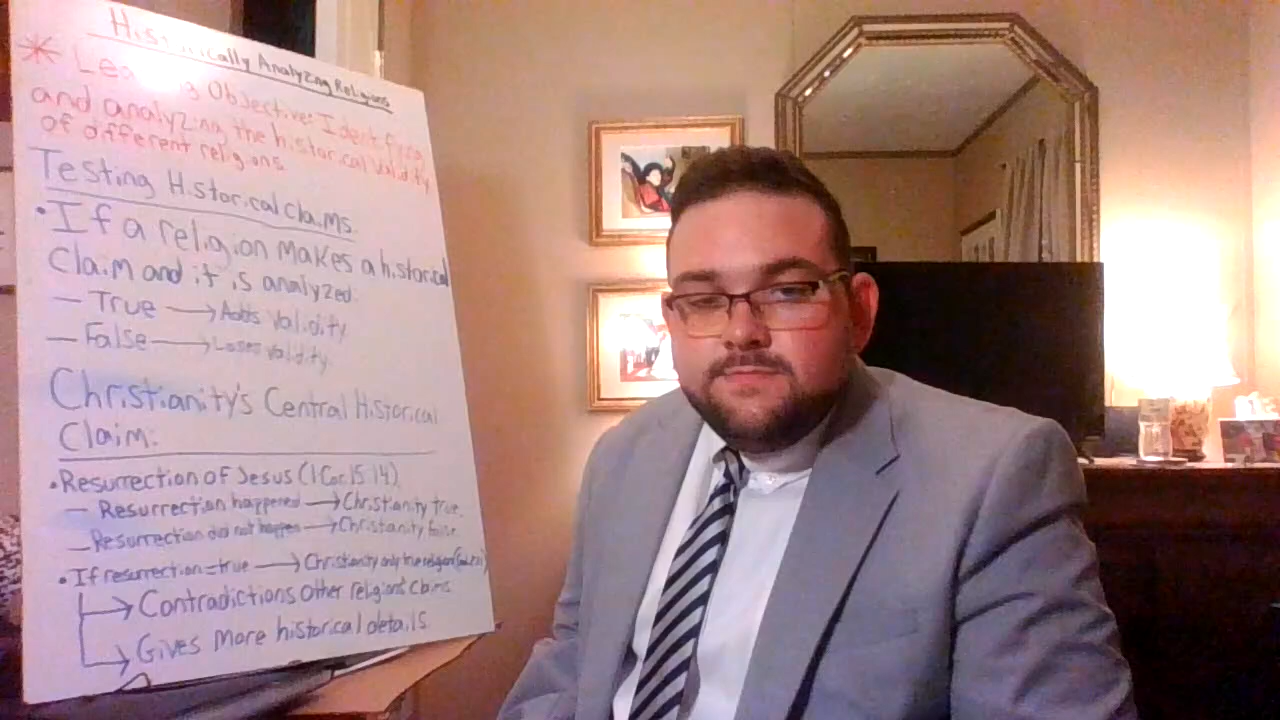 Historically Analyzing Religions
* Learning Objective: Identifying
and analyzing the historical validity
of different religions
Testing Historical Claims
• If a religion makes a historical
Claim and it is analyzed:
— True → Adds validity
— False → Loses validity
Christianity's Central Historical
Claim:
• Resurrection of Jesus (1 Cor. 15:14)
— Resurrection happened → Christianity true
— Resurrection did not happen → Christianity false
• If resurrection = true → Christianity only true religion
→ Contradictions other religions' claims
→ Gives more historical details